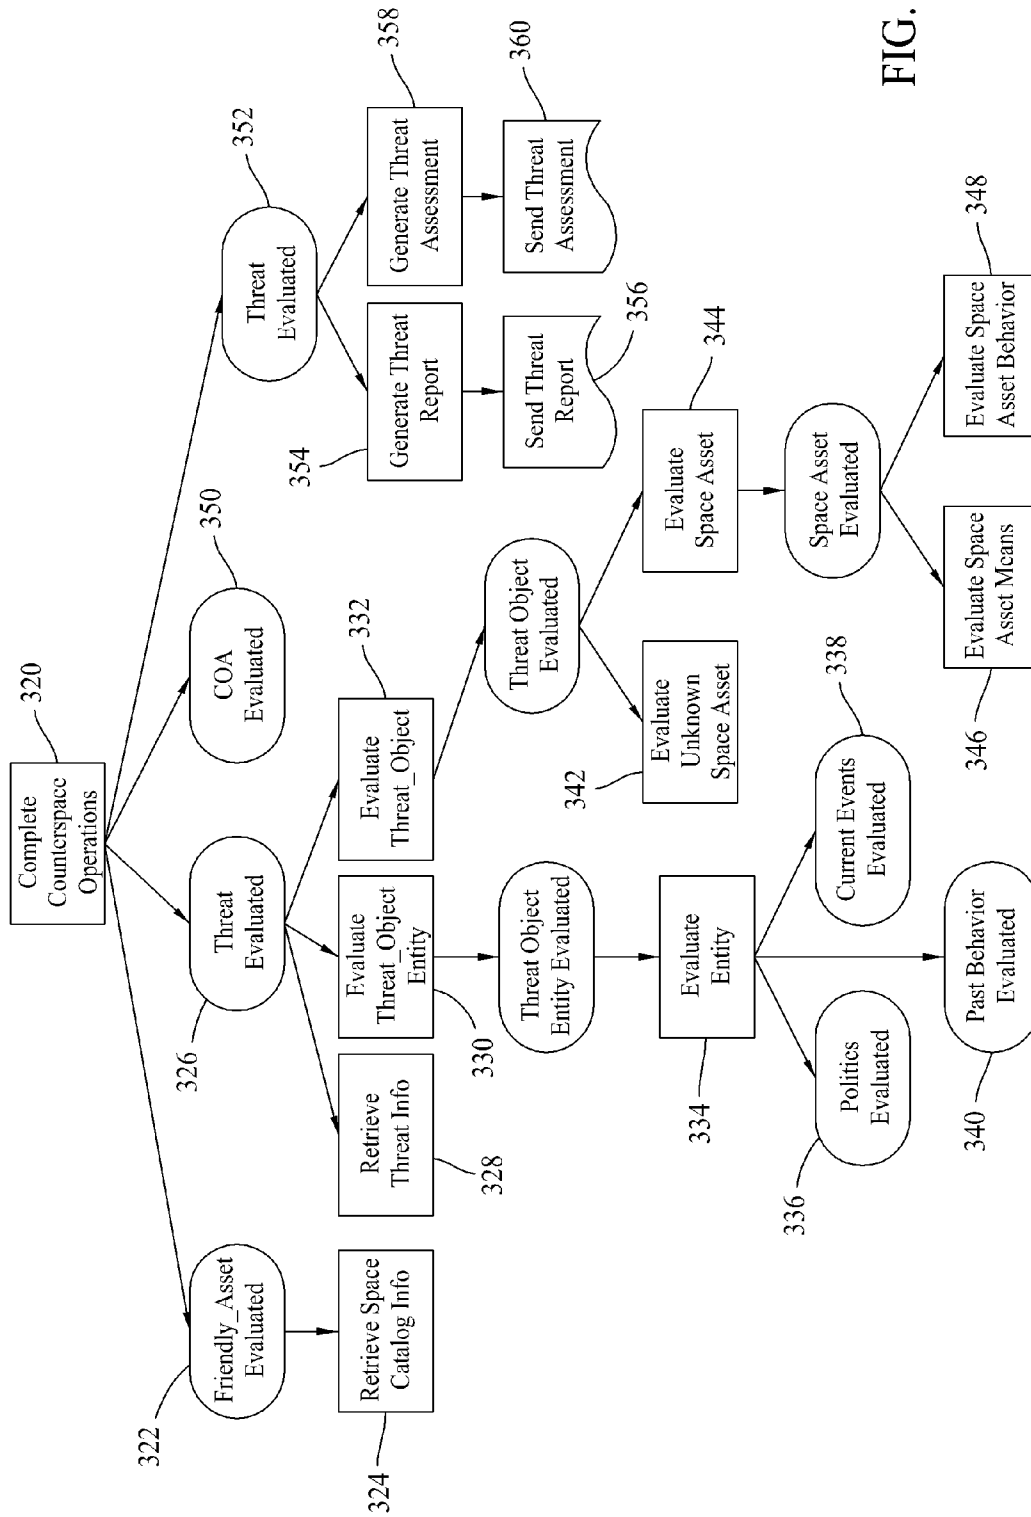 320
Complete
Counterspace
Operations
322
Friendly_Asset
Evaluated
326
Threat
Evaluated
COA
Evaluated
350
Threat
Evaluated
352
324
Retrieve Space
Catalog Info
Retrieve
Threat Info
328
Evaluate
Threat_Object
Entity
330
Evaluate
Threat_Object
332
354
Generate Threat
Report
Generate Threat
Assessment
358
Threat Object
Entity Evaluated
Threat Object
Evaluated
Send Threat
Report
356
Send Threat
Assessment
360
Evaluate
Entity
334
342
Evaluate
Unknown
Space Asset
Evaluate
Space Asset
344
336
Politics
Evaluated
Current Events
Evaluated
338
Space Asset
Evaluated
340
Past Behavior
Evaluated
346
Evaluate Space
Asset Means
Evaluate Space
Asset Behavior
348
FIG.